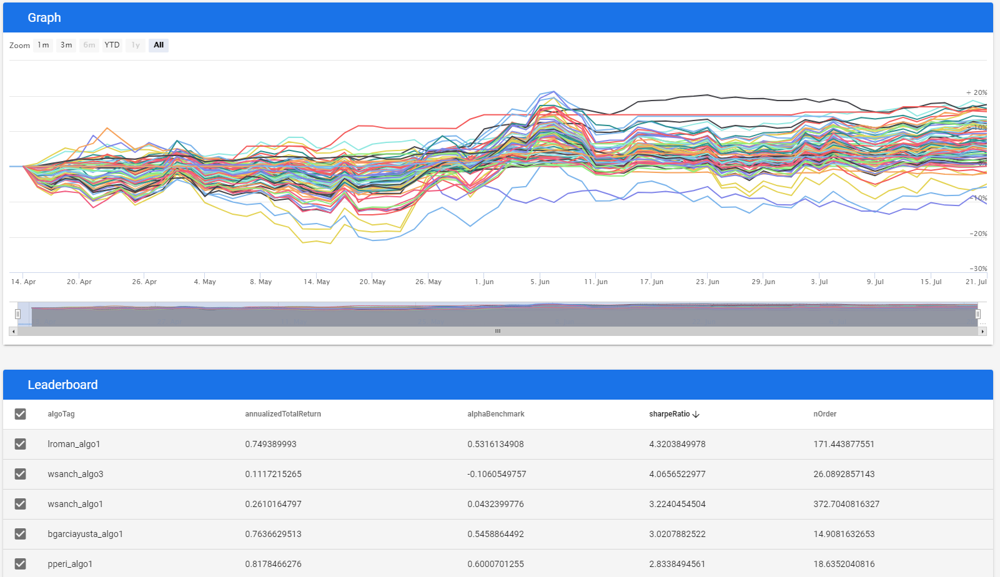 Graph
Zoom 1m 3m 6m YTD 1y All
+ 20%
+ 10%
-10%
-20%
-30%
14. Apr 20. Apr 26. Apr 4. May 8. May 14. May 20. May 26. May 1. Jun 5. Jun 11. Jun 17. Jun 23. Jun 29. Jun 3. Jul 9. Jul 15. Jul 21. Jul
Leaderboard
algoTag annualizedTotalReturn alphaBenchmark sharpeRatio nOrder
lroman_algo1 0.749389993 0.5316134908 4.3203849978 171.443877551
wsanch_algo3 0.1117215265 -0.1060549757 4.0656522977 26.0892857143
wsanch_algo1 0.2610164797 0.0432399776 3.2240454504 372.7040816327
bgarciayusta_algo1 0.7636629513 0.5458864492 3.0207882522 14.9081632653
pperi_algo1 0.8178466276 0.6000701255 2.8338494561 18.6352040816